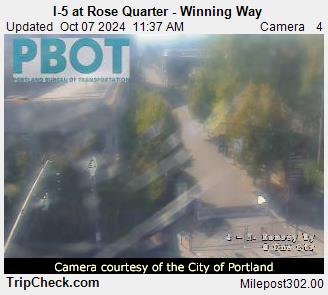 I-5 at Rose Quarter - Winning Way
Updated Oct 07 2024 11:37 AM Camera 4
PBOT
PORTLAND BUREAU OF TRANSPORTATION
Camera courtesy of the City of Portland
TripCheck.com Milepost302.00